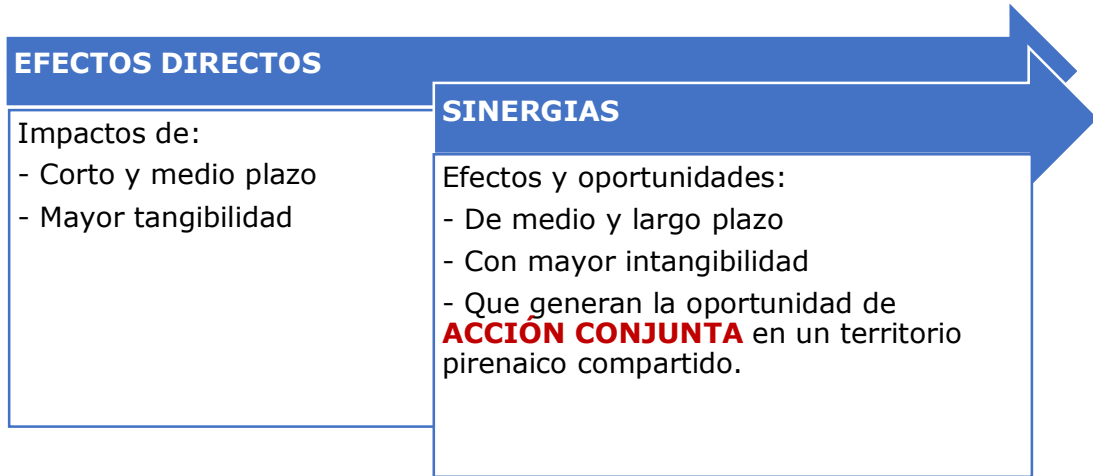 EFECTOS DIRECTOS
Impactos de:
- Corto y medio plazo
- Mayor tangibilidad
SINERGIAS
Efectos y oportunidades:
- De medio y largo plazo
- Con mayor intangibilidad
- Que generan la oportunidad de
ACCIÓN CONJUNTA en un territorio
pirenaico compartido.